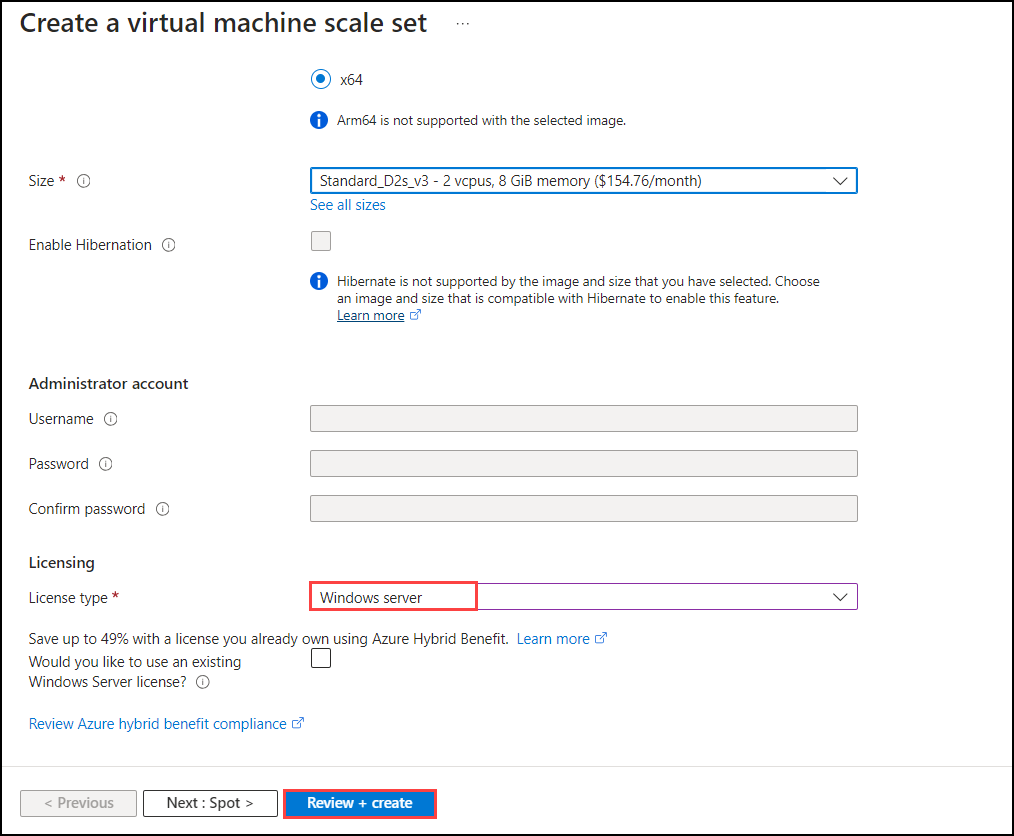 Create a virtual machine scale set ...
x64
Arm64 is not supported with the selected image.
Size *
Standard_D2s_v3 - 2 vcpus, 8 GiB memory ($154.76/month)
See all sizes
Enable Hibernation
Hibernate is not supported by the image and size that you have selected. Choose
an image and size that is compatible with Hibernate to enable this feature.
Learn more
Administrator account
Username
Password
Confirm password
Licensing
License type *
Windows server
Save up to 49% with a license you already own using Azure Hybrid Benefit. Learn more
Would you like to use an existing
Windows Server license?
Review Azure hybrid benefit compliance
< Previous
Next : Spot >
Review + create